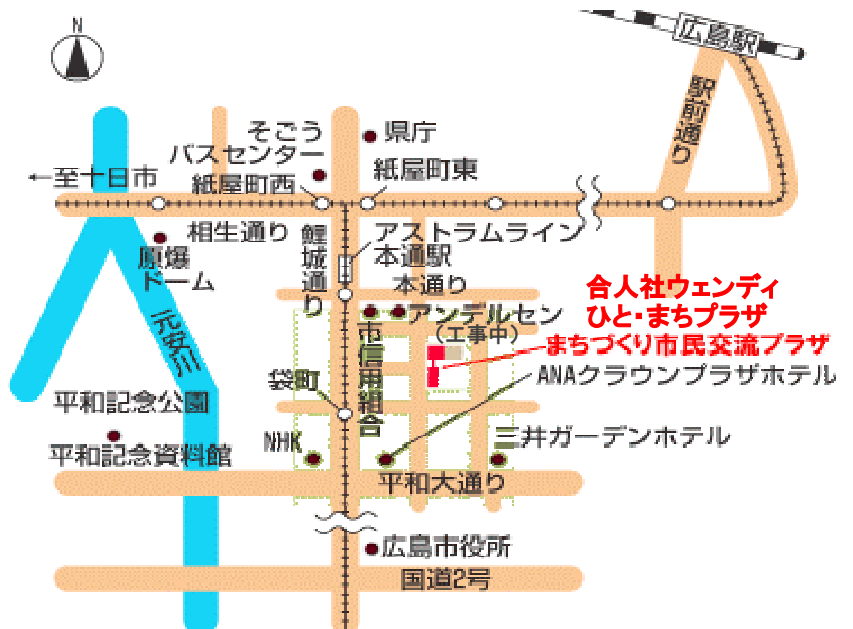 N
広島駅
駅前通り
そごう
バスセンター
県庁
←至十日市
紙屋町西
紙屋町東
相生通り
鯉城通り
アストラムライン
本通駅
原爆
ドーム
本通り
元安川
アンデルセン
(工事中)
市信用組合
合人社ウェンディ
ひと・まちプラザ
まちづくり市民交流プラザ
袋町
ANAクラウンプラザホテル
平和記念公園
平和記念資料館
NHK
三井ガーデンホテル
平和大通り
広島市役所
国道2号